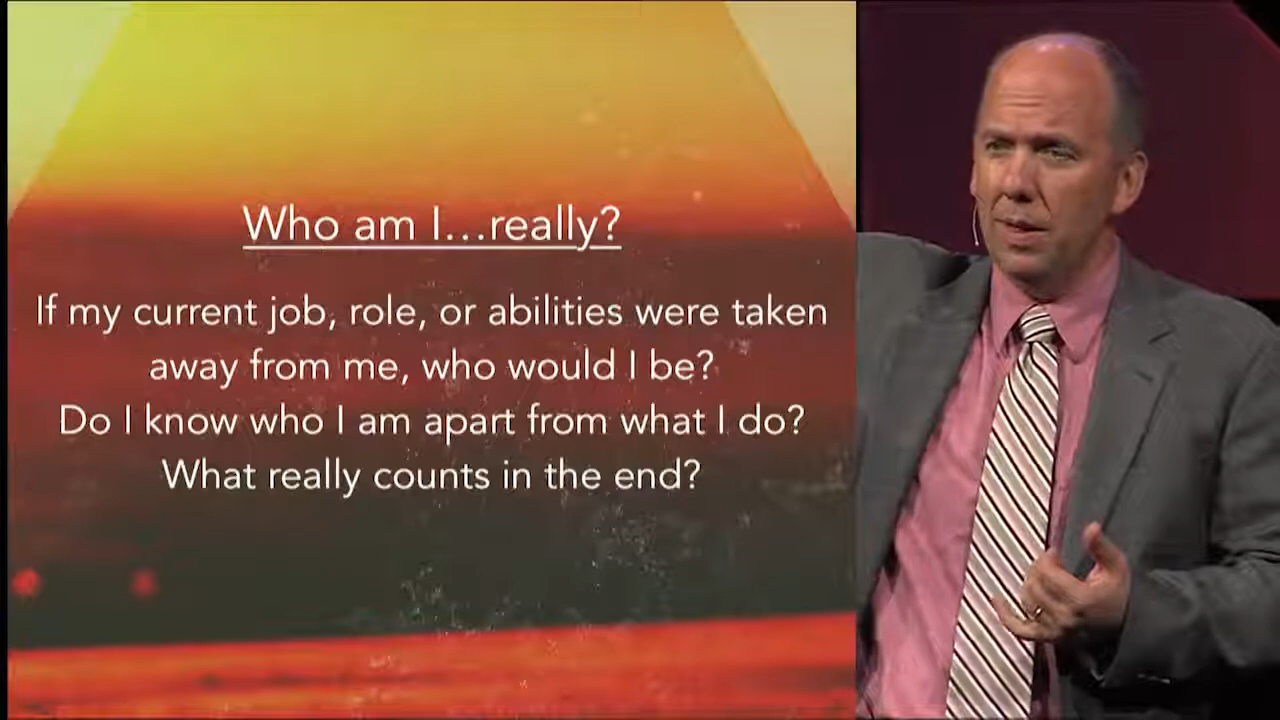 Who am I...really?
If my current job, role, or abilities were taken
away from me, who would I be?
Do I know who I am apart from what I do?
What really counts in the end?